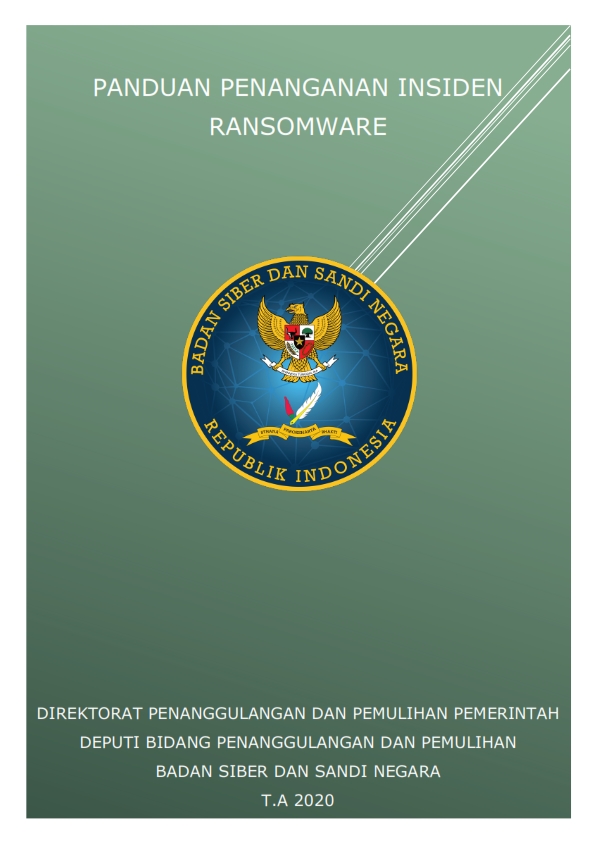 PANDUAN PENANGANAN INSIDEN
RANSOMWARE
BADAN SIBER DAN SANDI NEGARA
REPUBLIK INDONESIA
DIREKTORAT PENANGGULANGAN DAN PEMULIHAN PEMERINTAH
DEPUTI BIDANG PENANGGULANGAN DAN PEMULIHAN
BADAN SIBER DAN SANDI NEGARA
T.A 2020